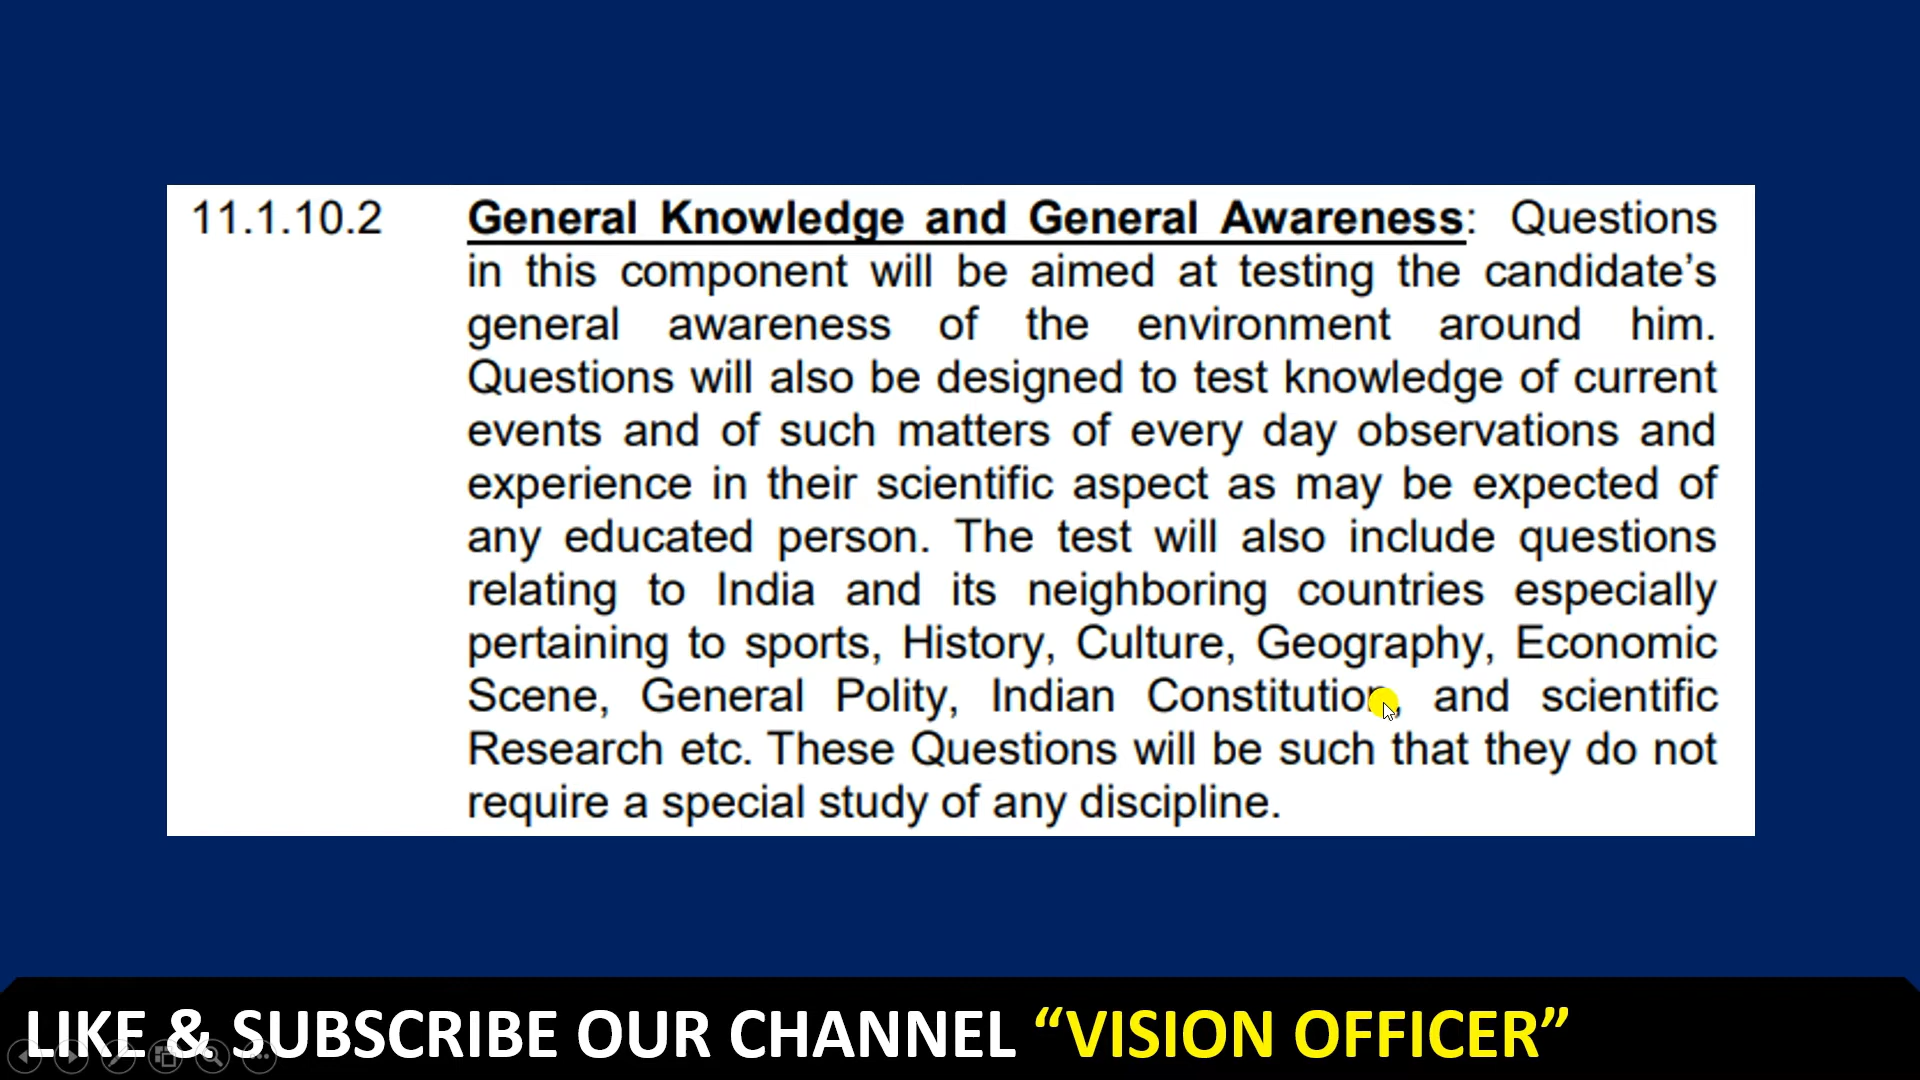 11.1.10.2 General Knowledge and General Awareness: Questions
in this component will be aimed at testing the candidate’s
general awareness of the environment around him.
Questions will also be designed to test knowledge of current
events and of such matters of every day observations and
experience in their scientific aspect as may be expected of
any educated person. The test will also include questions
relating to India and its neighboring countries especially
pertaining to sports, History, Culture, Geography, Economic
Scene, General Polity, Indian Constitution, and scientific
Research etc. These Questions will be such that they do not
require a special study of any discipline.
LIKE & SUBSCRIBE OUR CHANNEL “VISION OFFICER”